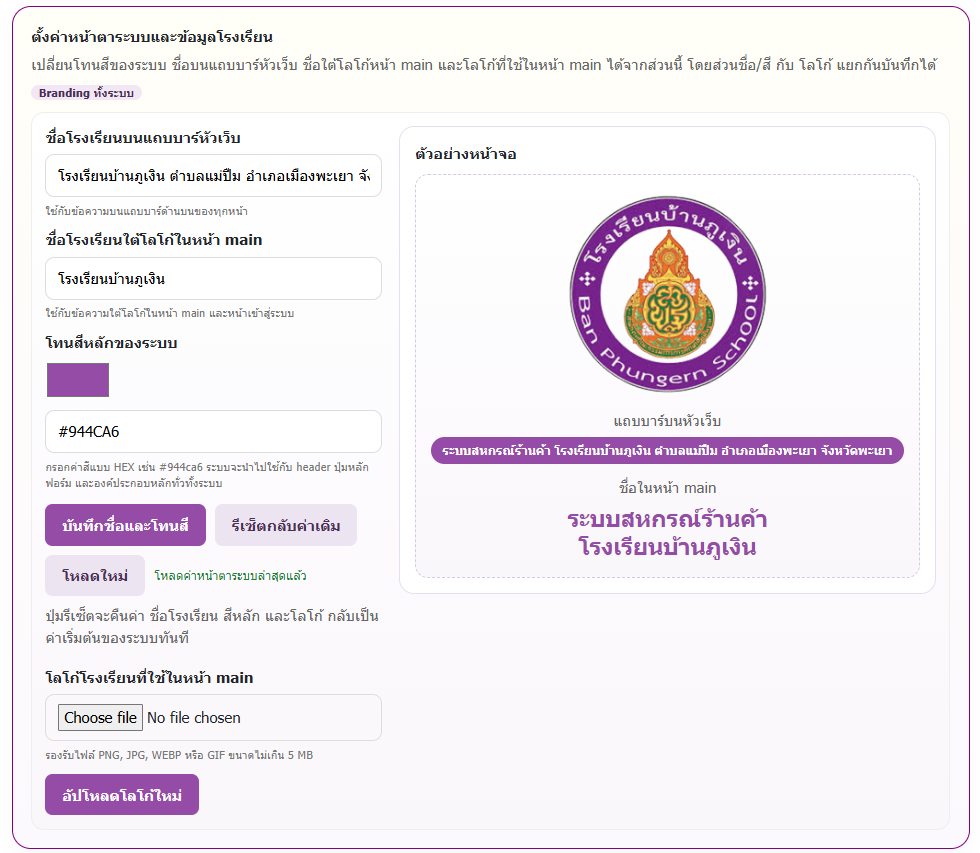 ตั้งค่าหน้าตาระบบและข้อมูลโรงเรียน
เปลี่ยนโทนสีของระบบ ชื่อบนแถบบาร์หัวเว็บ ชื่อใต้โลโก้หน้า main และโลโก้ที่ใช้ในหน้า main ได้จากส่วนนี้ โดยส่วนชื่อ/สี กับ โลโก้ แยกกันบันทึกได้
Branding ทั้งระบบ
ชื่อโรงเรียนบนแถบบาร์หัวเว็บ
โรงเรียนบ้านภูเงิน ตำบลแม่ปืม อำเภอเมืองพะเยา จัง
ใช้กับข้อความบนแถบบาร์ด้านบนของทุกหน้า
ชื่อโรงเรียนใต้โลโก้ในหน้า main
โรงเรียนบ้านภูเงิน
ใช้กับข้อความใต้โลโก้ในหน้า main และหน้าเข้าสู่ระบบ
โทนสีหลักของระบบ
#944CA6
กรอกค่าสีแบบ HEX เช่น #944ca6 ระบบจะนำไปใช้กับ header ปุ่มหลัก
ฟอร์ม และองค์ประกอบหลักทั่วทั้งระบบ
บันทึกชื่อและโทนสี
รีเซ็ตกลับค่าเดิม
โหลดใหม่
โหลดค่าหน้าตาระบบล่าสุดแล้ว
ปุ่มรีเซ็ตจะคืนค่า ชื่อโรงเรียน สีหลัก และโลโก้ กลับเป็น
ค่าเริ่มต้นของระบบทันที
โลโก้โรงเรียนที่ใช้ในหน้า main
Choose file No file chosen
รองรับไฟล์ PNG, JPG, WEBP หรือ GIF ขนาดไม่เกิน 5 MB
อัปโหลดโลโก้ใหม่
ตัวอย่างหน้าจอ
โรงเรียนบ้านภูเงิน
Ban Phungern School
แถบบาร์บนหัวเว็บ
ระบบสหกรณ์ร้านค้า โรงเรียนบ้านภูเงิน ตำบลแม่ปืม อำเภอเมืองพะเยา จังหวัดพะเยา
ชื่อในหน้า main
ระบบสหกรณ์ร้านค้า
โรงเรียนบ้านภูเงิน